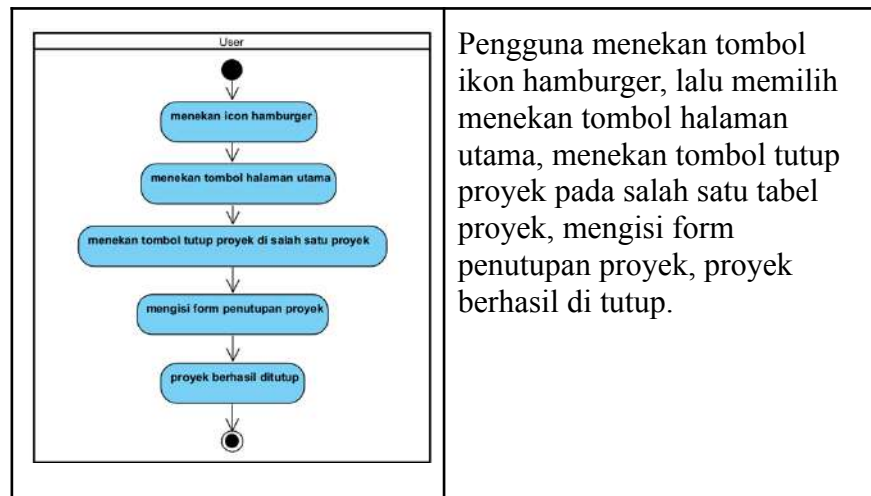 User
menekan icon hamburger
menekan tombol halaman utama
menekan tombol tutup proyek di salah satu proyek
mengisi form penutupan proyek
proyek berhasil ditutup
Pengguna menekan tombol
ikon hamburger, lalu memilih
menekan tombol halaman
utama, menekan tombol tutup
proyek pada salah satu tabel
proyek, mengisi form
penutupan proyek, proyek
berhasil di tutup.